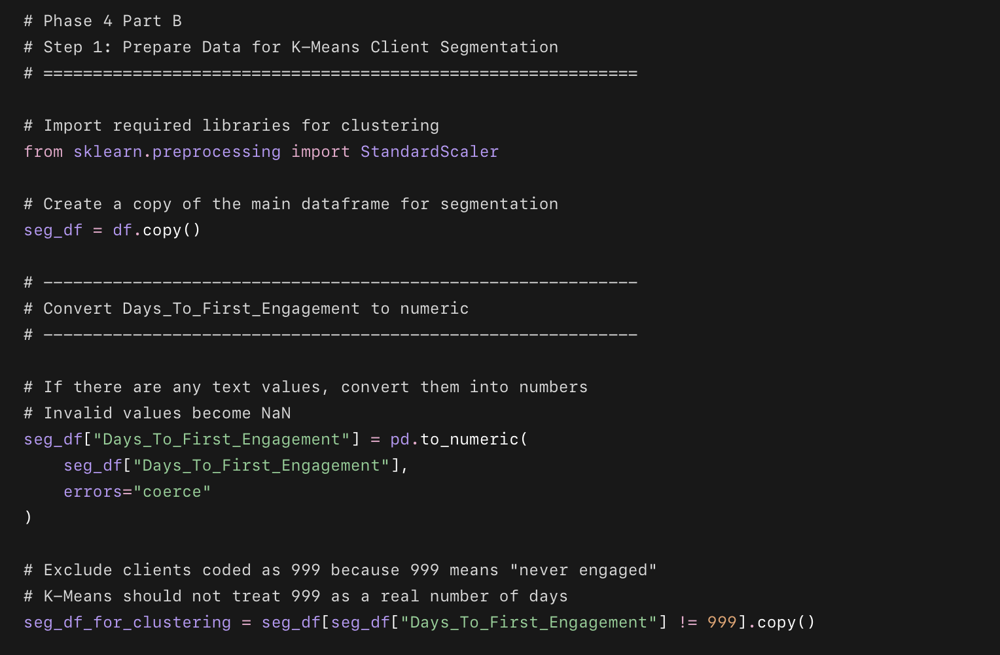 # Phase 4 Part B
# Step 1: Prepare Data for K-Means Client Segmentation
# ============================================================
# Import required libraries for clustering
from sklearn.preprocessing import StandardScaler
# Create a copy of the main dataframe for segmentation
seg_df = df.copy()
# ------------------------------------------------------------
# Convert Days_To_First_Engagement to numeric
# ------------------------------------------------------------
# If there are any text values, convert them into numbers
# Invalid values become NaN
seg_df["Days_To_First_Engagement"] = pd.to_numeric(
    seg_df["Days_To_First_Engagement"],
    errors="coerce"
)
# Exclude clients coded as 999 because 999 means "never engaged"
# K-Means should not treat 999 as a real number of days
seg_df_for_clustering = seg_df[seg_df["Days_To_First_Engagement"] != 999].copy()